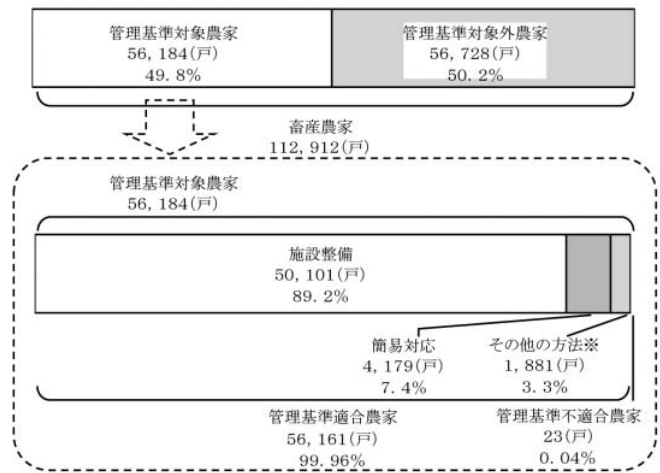 管理基準対象農家
56,184(戸)
49.8%
管理基準対象外農家
56,728(戸)
50.2%
畜産農家
112,912(戸)
管理基準対象農家
56,184(戸)
施設整備
50,101(戸)
89.2%
簡易対応
4,179(戸)
7.4%
その他の方法※
1,881(戸)
3.3%
管理基準適合農家
56,161(戸)
99.96%
管理基準不適合農家
23(戸)
0.04%